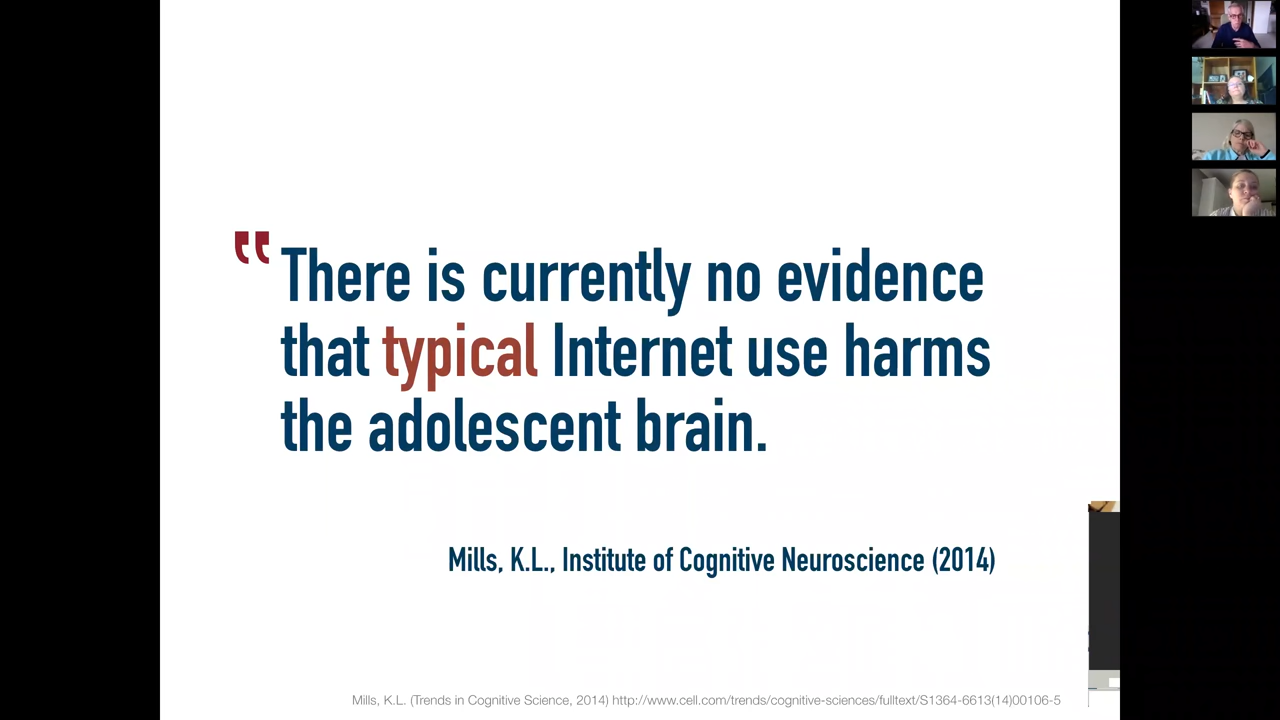 “There is currently no evidence
that typical Internet use harms
the adolescent brain.
Mills, K.L., Institute of Cognitive Neuroscience (2014)
Mills, K.L. (Trends in Cognitive Science, 2014) http://www.cell.com/trends/cognitive-sciences/fulltext/S1364-6613(14)00106-5